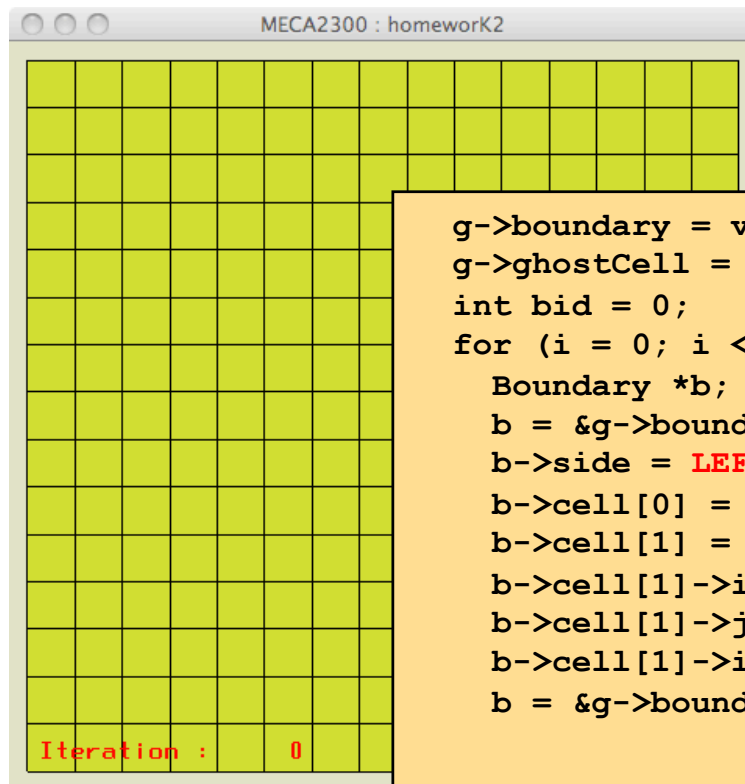 MECA2300 : homeworK2
g->boundary = v
g->ghostCell =
int bid = 0;
for (i = 0; i <
Boundary *b;
b = &g->bound
b->side = LEF
b->cell[0] =
b->cell[1] =
b->cell[1]->i
b->cell[1]->j
b->cell[1]->i
b = &g->bound
Iteration : 0